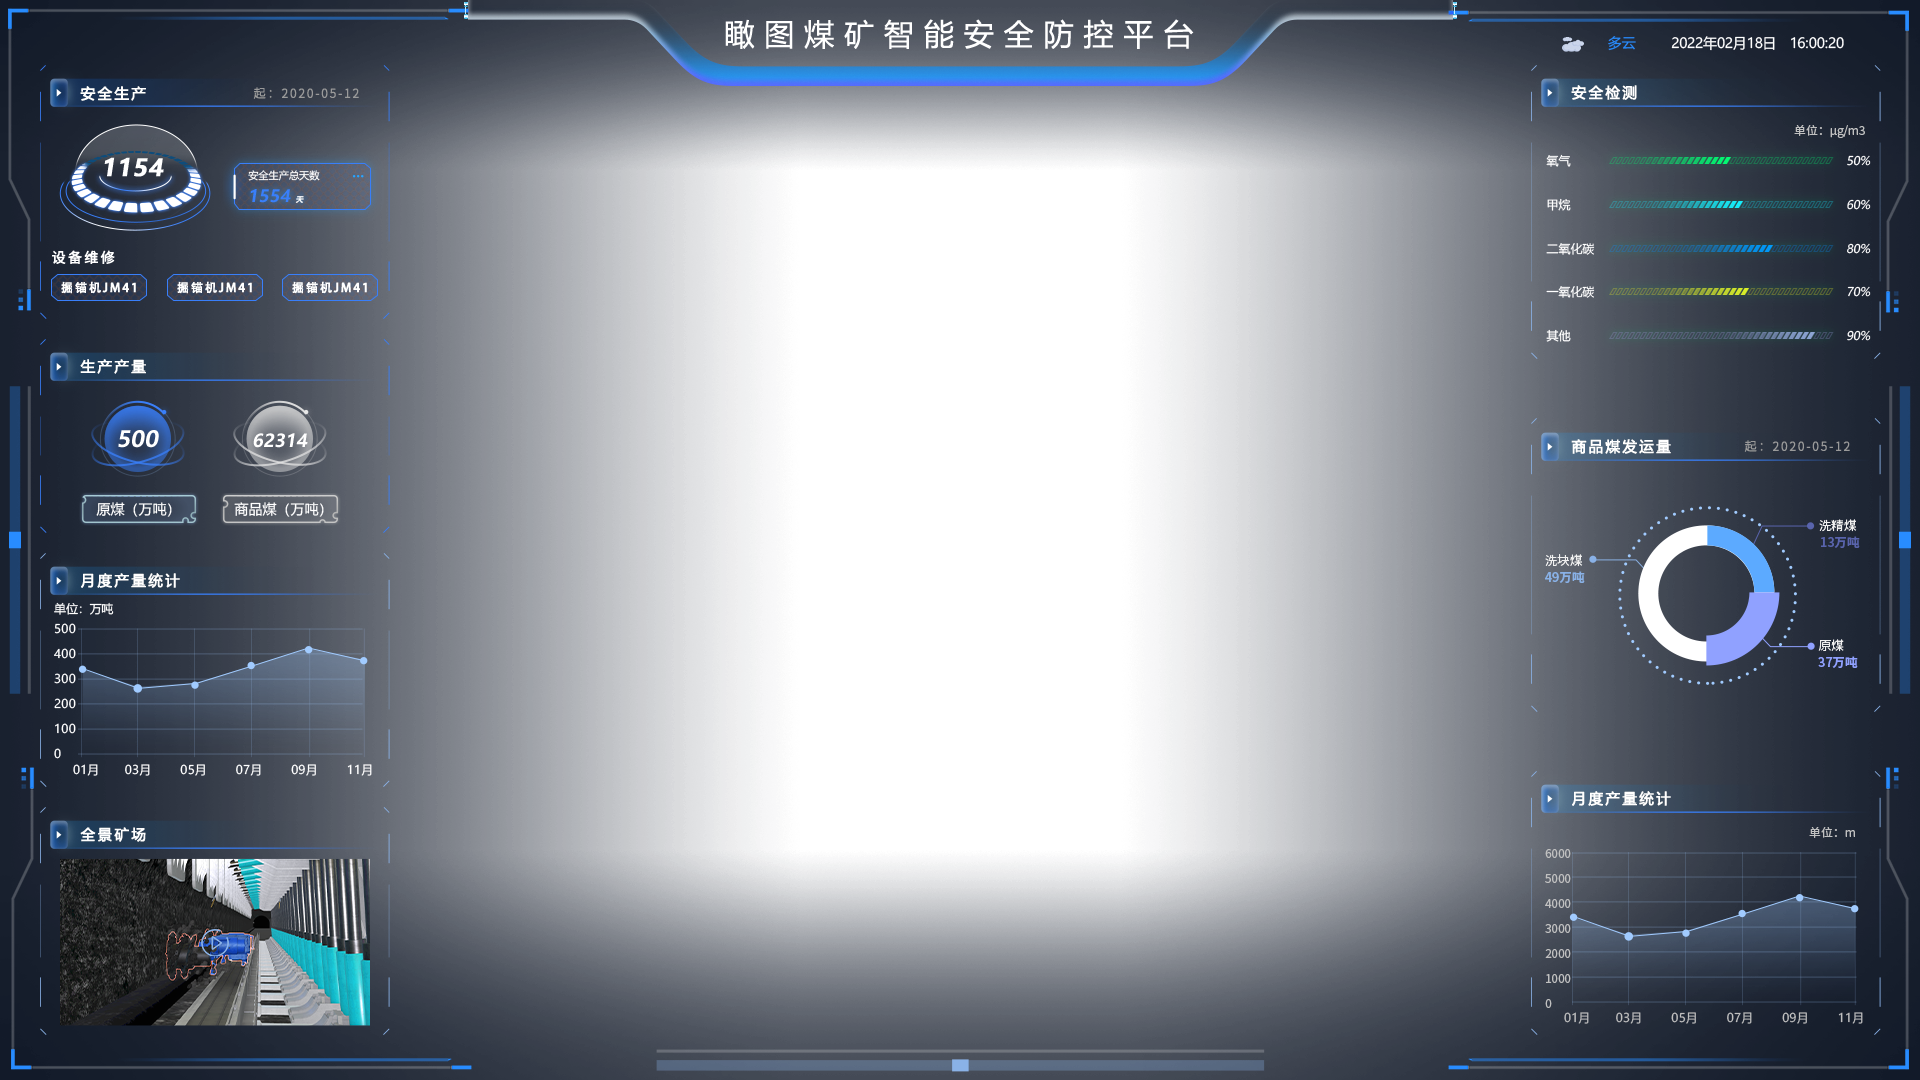 瞰图煤矿智能安全防控平台
多云 2022年02月18日 16:00:20
安全生产 起：2020-05-12
1154
安全生产总天数 ···
1554 天
设备维修
掘锚机JM41 掘锚机JM41 掘锚机JM41
生产产量
500 62314
原煤（万吨） 商品煤（万吨）
月度产量统计
单位：万吨
500
400
300
200
100
0
01月 03月 05月 07月 09月 11月
全景矿场
安全检测
单位：μg/m3
氧气 50%
甲烷 60%
二氧化碳 80%
一氧化碳 70%
其他 90%
商品煤发运量 起：2020-05-12
洗精煤
13万吨
洗块煤
49万吨
原煤
37万吨
月度产量统计
单位：m
6000
5000
4000
3000
2000
1000
0
01月 03月 05月 07月 09月 11月